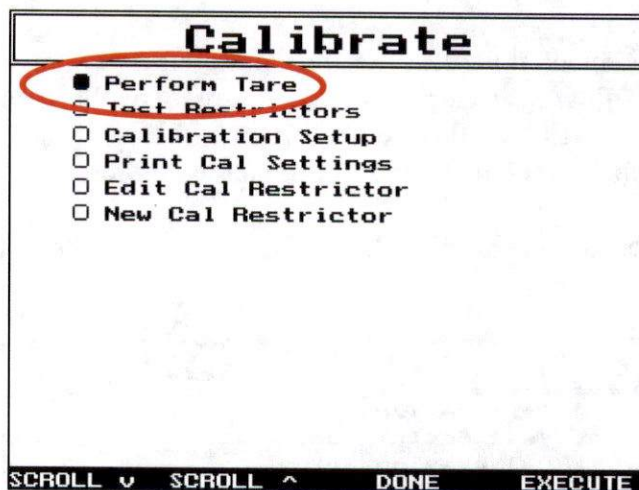 Calibrate
Perform Tare
Test Restrictors
Calibration Setup
Print Cal Settings
Edit Cal Restrictor
New Cal Restrictor
SCROLL v SCROLL ^ DONE EXECUTE